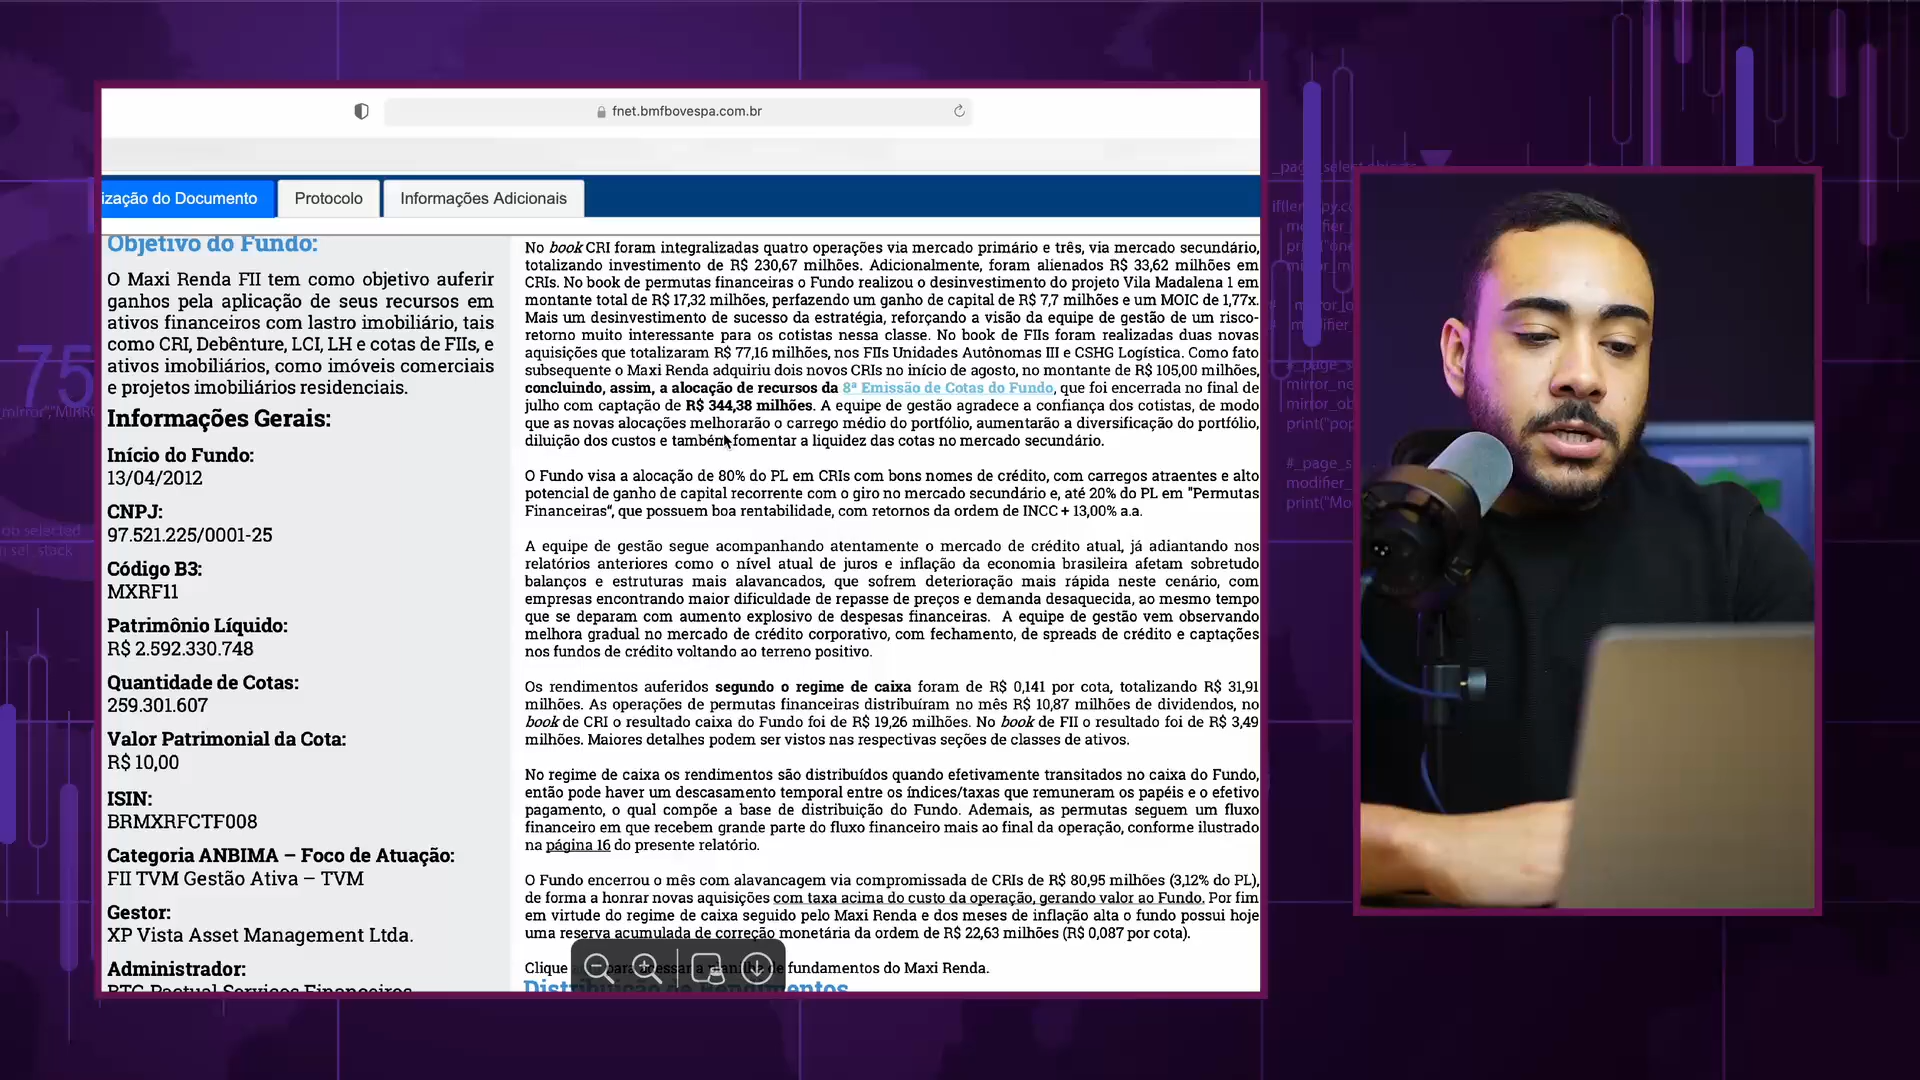 fnet.bmfbovespa.com.br
ização do Documento
Protocolo
Informações Adicionais
Objetivo do Fundo:
O Maxi Renda FII tem como objetivo auferir
ganhos pela aplicação de seus recursos em
ativos financeiros com lastro imobiliário, tais
como CRI, Debênture, LCI, LH e cotas de FIIs, e
ativos imobiliários, como imóveis comerciais
e projetos imobiliários residenciais.
Informações Gerais:
Início do Fundo:
13/04/2012
CNPJ:
97.521.225/0001-25
Código B3:
MXRF11
Patrimônio Líquido:
R$ 2.592.330.748
Quantidade de Cotas:
259.301.607
Valor Patrimonial da Cota:
R$ 10,00
ISIN:
BRMXRFCTF008
Categoria ANBIMA – Foco de Atuação:
FII TVM Gestão Ativa – TVM
Gestor:
XP Vista Asset Management Ltda.
Administrador:
BTG Pactual Serviços Financeiros
No book CRI foram integralizadas quatro operações via mercado primário e três, via mercado secundário,
totalizando investimento de R$ 230,67 milhões. Adicionalmente, foram alienados R$ 33,62 milhões em
CRIs. No book de permutas financeiras o Fundo realizou o desinvestimento do projeto Vila Madalena 1 em
montante total de R$ 17,32 milhões, perfazendo um ganho de capital de R$ 7,7 milhões e um MOIC de 1,77x.
Mais um desinvestimento de sucesso da estratégia, reforçando a visão da equipe de gestão de um risco-
retorno muito interessante para os cotistas nessa classe. No book de FIIs foram realizadas duas novas
aquisições que totalizaram R$ 77,16 milhões, nos FIIs Unidades Autônomas III e CSHG Logística. Como fato
subsequente o Maxi Renda adquiriu dois novos CRIs no início de agosto, no montante de R$ 105,00 milhões,
concluindo, assim, a alocação de recursos da 8ª Emissão de Cotas do Fundo, que foi encerrada no final de
julho com captação de R$ 344,38 milhões. A equipe de gestão agradece a confiança dos cotistas, de modo
que as novas alocações melhorarão o carrego médio do portfólio, aumentarão a diversificação do portfólio,
diluição dos custos e também fomentar a liquidez das cotas no mercado secundário.
O Fundo visa a alocação de 80% do PL em CRIs com bons nomes de crédito, com carregos atraentes e alto
potencial de ganho de capital recorrente com o giro no mercado secundário e, até 20% do PL em "Permutas
Financeiras“, que possuem boa rentabilidade, com retornos da ordem de INCC + 13,00% a.a.
A equipe de gestão segue acompanhando atentamente o mercado de crédito atual, já adiantando nos
relatórios anteriores como o nível atual de juros e inflação da economia brasileira afetam sobretudo
balanços e estruturas mais alavancados, que sofrem deterioração mais rápida neste cenário, com
empresas encontrando maior dificuldade de repasse de preços e demanda desaquecida, ao mesmo tempo
que se deparam com aumento explosivo de despesas financeiras. A equipe de gestão vem observando
melhora gradual no mercado de crédito corporativo, com fechamento, de spreads de crédito e captações
nos fundos de crédito voltando ao terreno positivo.
Os rendimentos auferidos segundo o regime de caixa foram de R$ 0,141 por cota, totalizando R$ 31,91
milhões. As operações de permutas financeiras distribuíram no mês R$ 10,87 milhões de dividendos, no
book de CRI o resultado caixa do Fundo foi de R$ 19,26 milhões. No book de FII o resultado foi de R$ 3,49
milhões. Maiores detalhes podem ser vistos nas respectivas seções de classes de ativos.
No regime de caixa os rendimentos são distribuídos quando efetivamente transitados no caixa do Fundo,
então pode haver um descasamento temporal entre os índices/taxas que remuneram os papéis e o efetivo
pagamento, o qual compõe a base de distribuição do Fundo. Ademais, as permutas seguem um fluxo
financeiro em que recebem grande parte do fluxo financeiro mais ao final da operação, conforme ilustrado
na página 16 do presente relatório.
O Fundo encerrou o mês com alavancagem via compromissada de CRIs de R$ 80,95 milhões (3,12% do PL),
de forma a honrar novas aquisições com taxa acima do custo da operação, gerando valor ao Fundo. Por fim
em virtude do regime de caixa seguido pelo Maxi Renda e dos meses de inflação alta o fundo possui hoje
uma reserva acumulada de correção monetária da ordem de R$ 22,63 milhões (R$ 0,087 por cota).
Clique para acessar a planilha de fundamentos do Maxi Renda.
Distribuição de Rendimentos
75